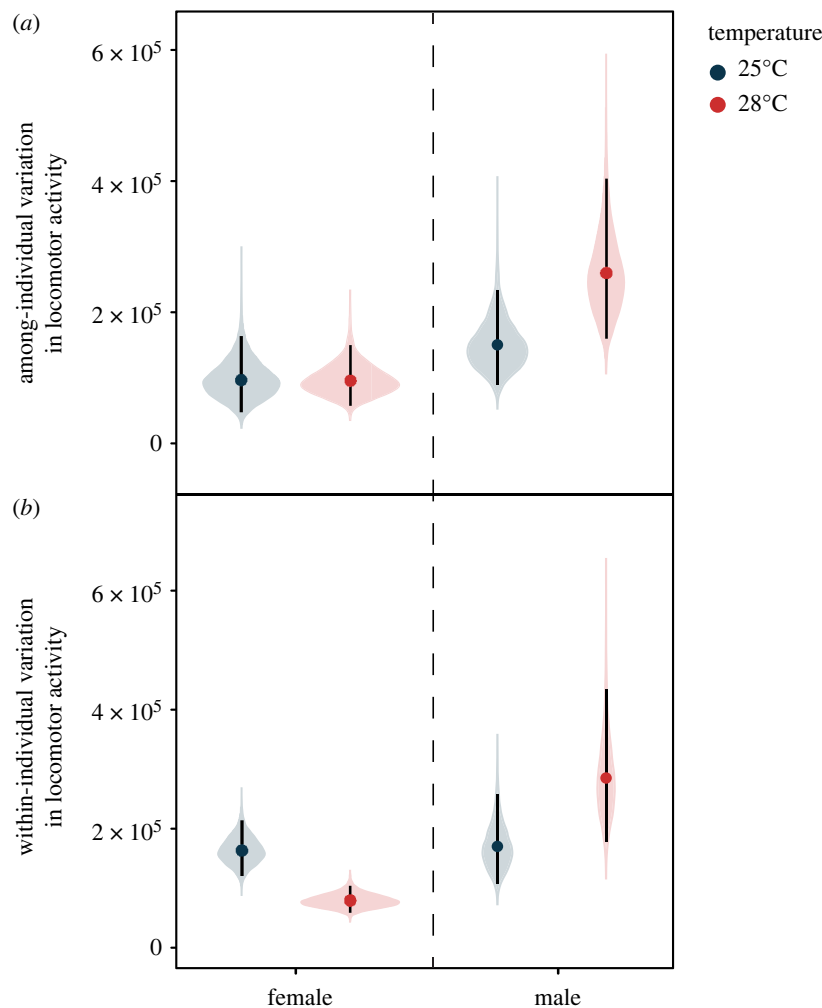 (a)
temperature
25°C
28°C
among-individual variation
in locomotor activity
6 × 10⁵
4 × 10⁵
2 × 10⁵
0
(b)
within-individual variation
in locomotor activity
6 × 10⁵
4 × 10⁵
2 × 10⁵
0
female
male